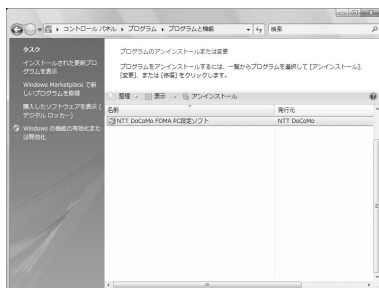 コントロール パネル ▸ プログラム ▸ プログラムと機能
検索
タスク
インストールされた更新プロ
グラムを表示
Windows Marketplace で新
しいプログラムを取得
購入したソフトウェアを表示 (
デジタル ロッカー)
Windows の機能の有効化また
は無効化
プログラムのアンインストールまたは変更
プログラムをアンインストールするには、一覧からプログラムを選択して [アンインストール]、
[変更]、または [修復] をクリックします。
整理 表示 アンインストール
名前 発行元
NTT DoCoMo FOMA PC設定ソフト NTT DoCoMo